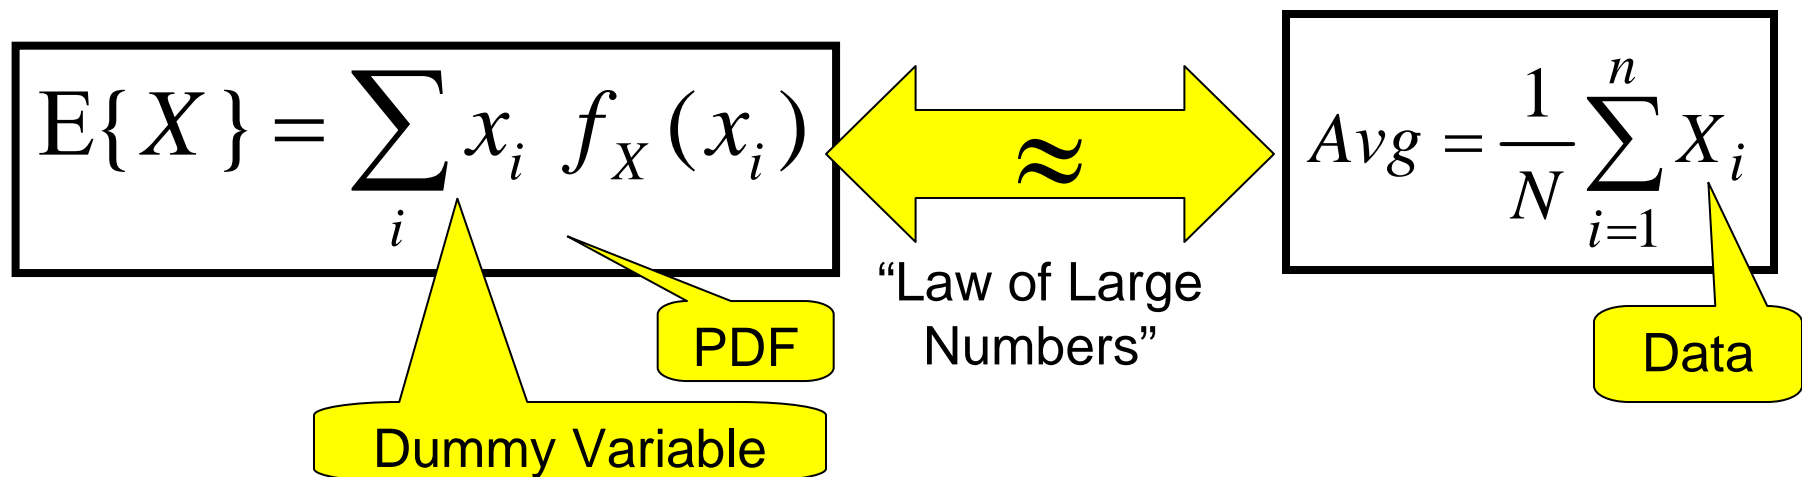 E{X} = ∑_i x_i f_X(x_i)
≈
Avg = 1/N ∑_{i=1}^{n} X_i
“Law of Large
Numbers”
PDF
Data
Dummy Variable